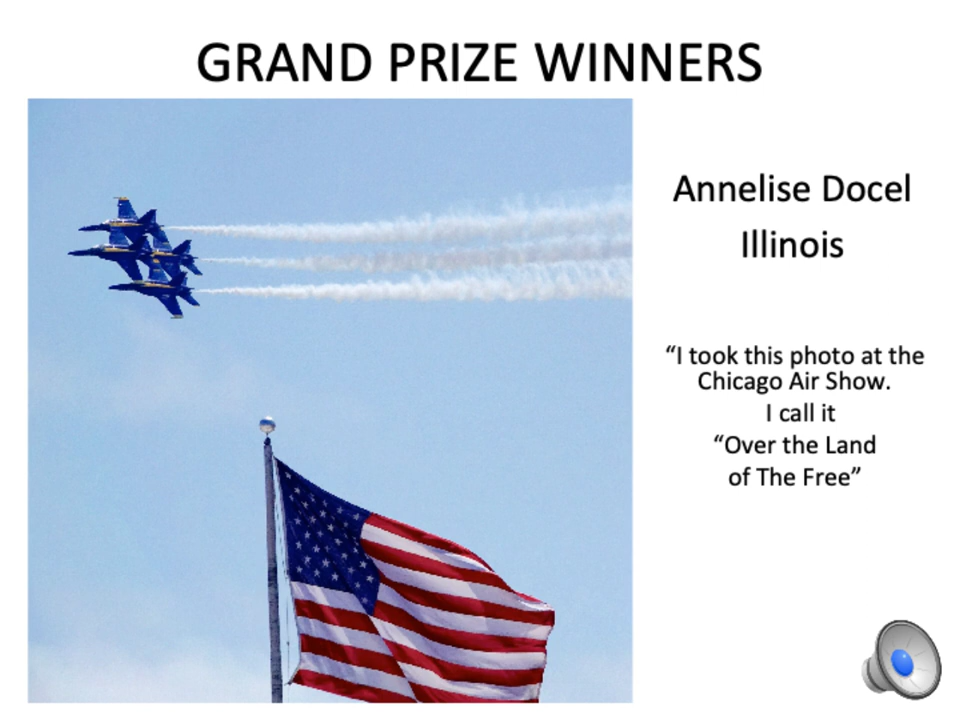 GRAND PRIZE WINNERS
Annelise Docel
Illinois
“I took this photo at the
Chicago Air Show.
I call it
“Over the Land
of The Free”